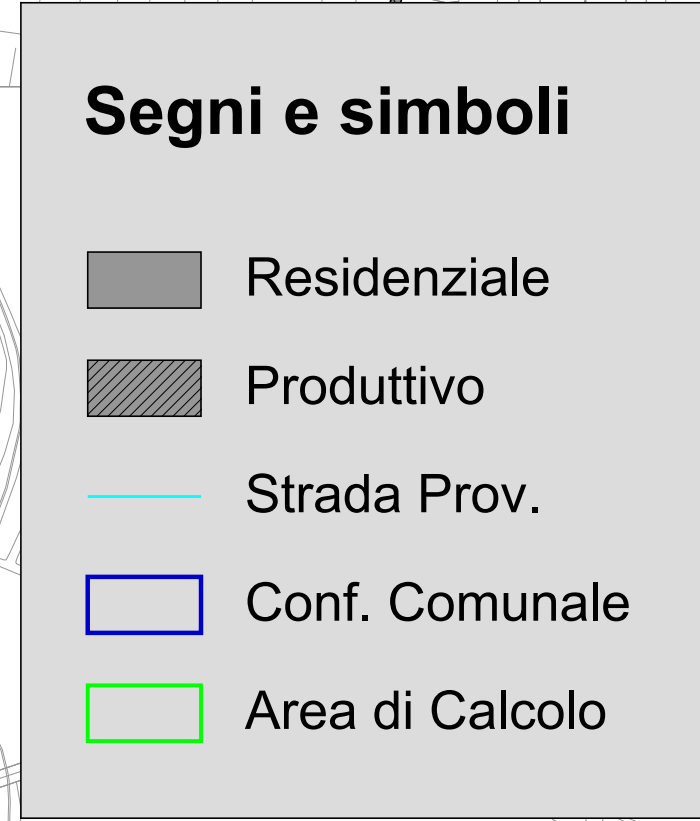 Segni e simboli
Residenziale
Produttivo
Strada Prov.
Conf. Comunale
Area di Calcolo